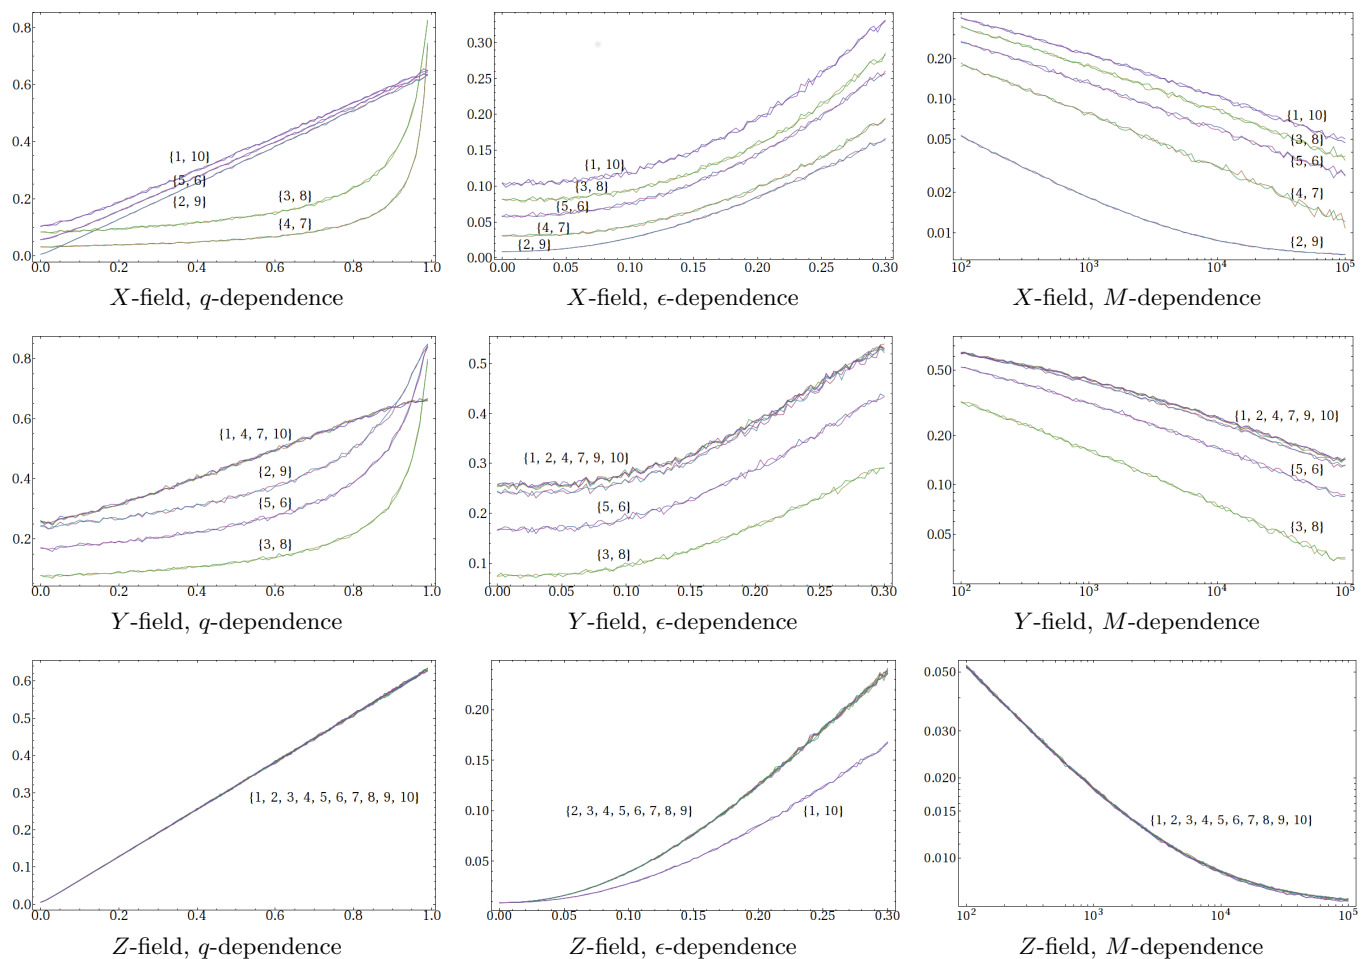 0.8
0.6
0.4
0.2
0.0
{1, 10}
{5, 6}
{2, 9}
{3, 8}
{4, 7}
0.0 0.2 0.4 0.6 0.8 1.0
X-field, q-dependence
0.30
0.25
0.20
0.15
0.10
0.05
0.00
{1, 10}
{3, 8}
{5, 6}
{4, 7}
{2, 9}
0.00 0.05 0.10 0.15 0.20 0.25 0.30
X-field, ϵ-dependence
0.20
0.10
0.05
0.02
0.01
{1, 10}
{3, 8}
{5, 6}
{4, 7}
{2, 9}
10² 10³ 10⁴ 10⁵
X-field, M-dependence
0.8
0.6
0.4
0.2
{1, 4, 7, 10}
{2, 9}
{5, 6}
{3, 8}
0.0 0.2 0.4 0.6 0.8 1.0
Y-field, q-dependence
0.5
0.4
0.3
0.2
0.1
{1, 2, 4, 7, 9, 10}
{5, 6}
{3, 8}
0.00 0.05 0.10 0.15 0.20 0.25 0.30
Y-field, ϵ-dependence
0.50
0.20
0.10
0.05
{1, 2, 4, 7, 9, 10}
{5, 6}
{3, 8}
10² 10³ 10⁴ 10⁵
Y-field, M-dependence
0.6
0.5
0.4
0.3
0.2
0.1
0.0
{1, 2, 3, 4, 5, 6, 7, 8, 9, 10}
0.0 0.2 0.4 0.6 0.8 1.0
Z-field, q-dependence
0.20
0.15
0.10
0.05
{2, 3, 4, 5, 6, 7, 8, 9}
{1, 10}
0.00 0.05 0.10 0.15 0.20 0.25 0.30
Z-field, ϵ-dependence
0.050
0.030
0.020
0.015
0.010
{1, 2, 3, 4, 5, 6, 7, 8, 9, 10}
10² 10³ 10⁴ 10⁵
Z-field, M-dependence